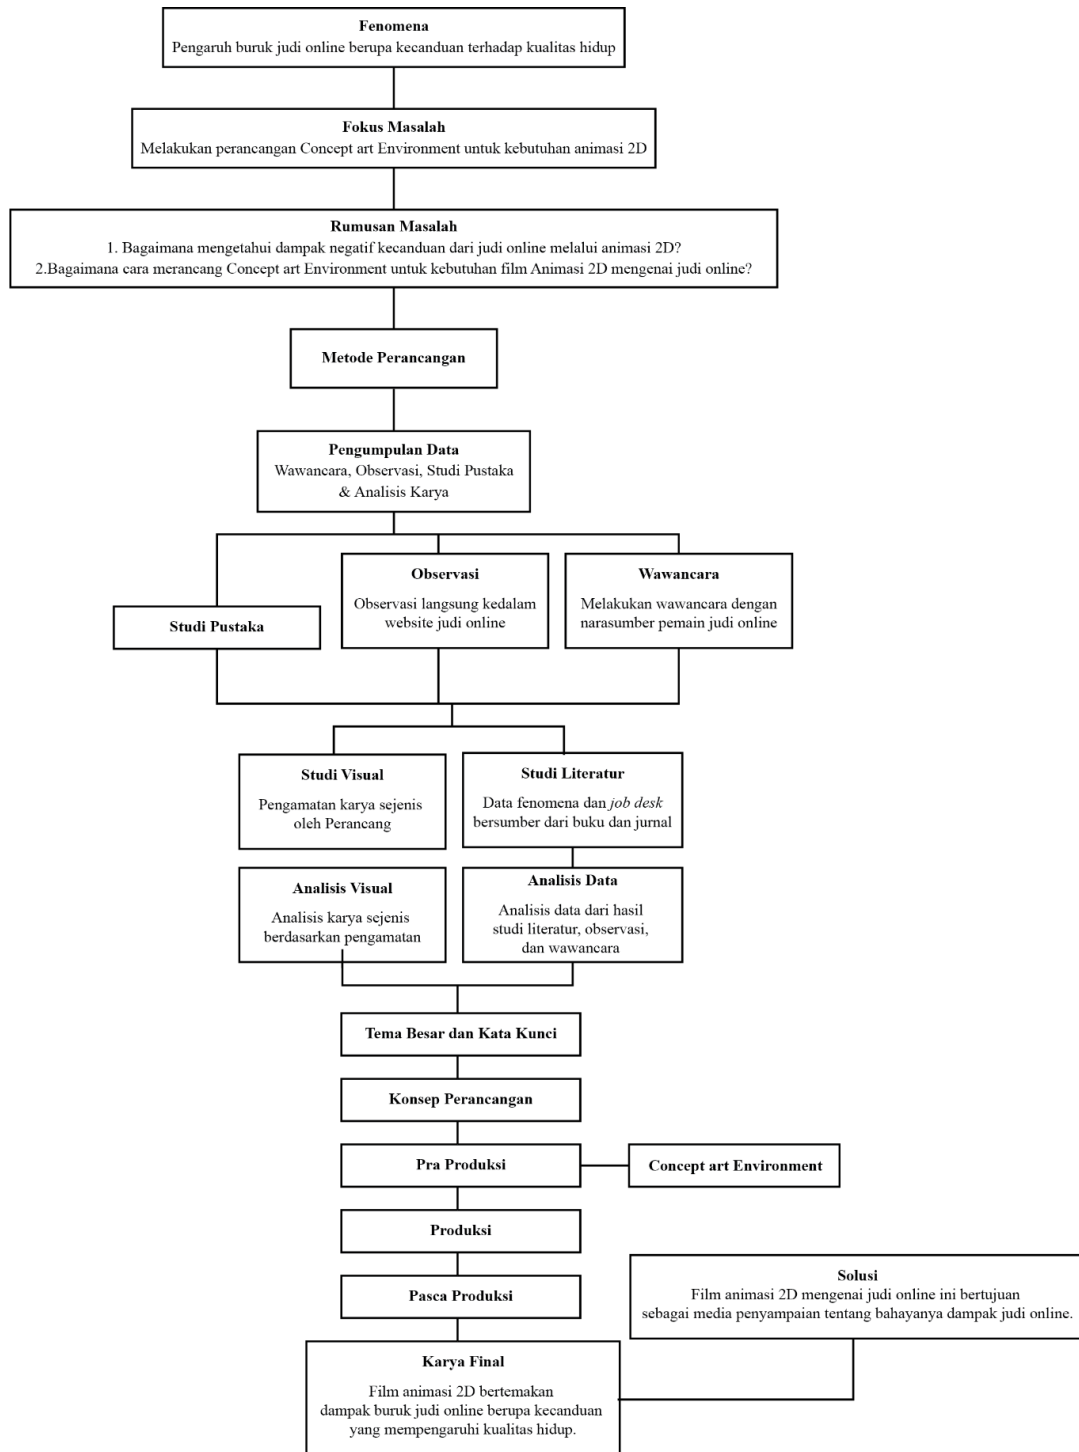 Fenomena
Pengaruh buruk judi online berupa kecanduan terhadap kualitas hidup
Fokus Masalah
Melakukan perancangan Concept art Environment untuk kebutuhan animasi 2D
Rumusan Masalah
1. Bagaimana mengetahui dampak negatif kecanduan dari judi online melalui animasi 2D?
2.Bagaimana cara merancang Concept art Environment untuk kebutuhan film Animasi 2D mengenai judi online?
Metode Perancangan
Pengumpulan Data
Wawancara, Observasi, Studi Pustaka
& Analisis Karya
Studi Pustaka
Observasi
Observasi langsung kedalam
website judi online
Wawancara
Melakukan wawancara dengan
narasumber pemain judi online
Studi Visual
Pengamatan karya sejenis
oleh Perancang
Studi Literatur
Data fenomena dan job desk
bersumber dari buku dan jurnal
Analisis Visual
Analisis karya sejenis
berdasarkan pengamatan
Analisis Data
Analisis data dari hasil
studi literatur, observasi,
dan wawancara
Tema Besar dan Kata Kunci
Konsep Perancangan
Pra Produksi
Concept art Environment
Produksi
Pasca Produksi
Solusi
Film animasi 2D mengenai judi online ini bertujuan
sebagai media penyampaian tentang bahayanya dampak judi online.
Karya Final
Film animasi 2D bertemakan
dampak buruk judi online berupa kecanduan
yang mempengaruhi kualitas hidup.